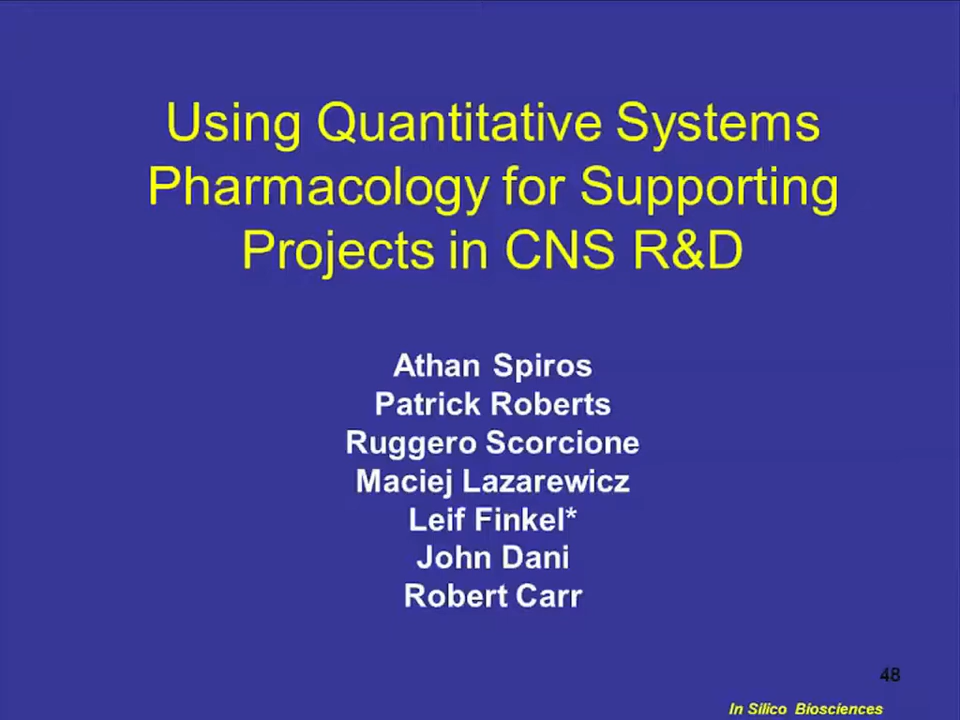 Using Quantitative Systems
Pharmacology for Supporting
Projects in CNS R&D
Athan Spiros
Patrick Roberts
Ruggero Scorcione
Maciej Lazarewicz
Leif Finkel*
John Dani
Robert Carr
48
In Silico Biosciences